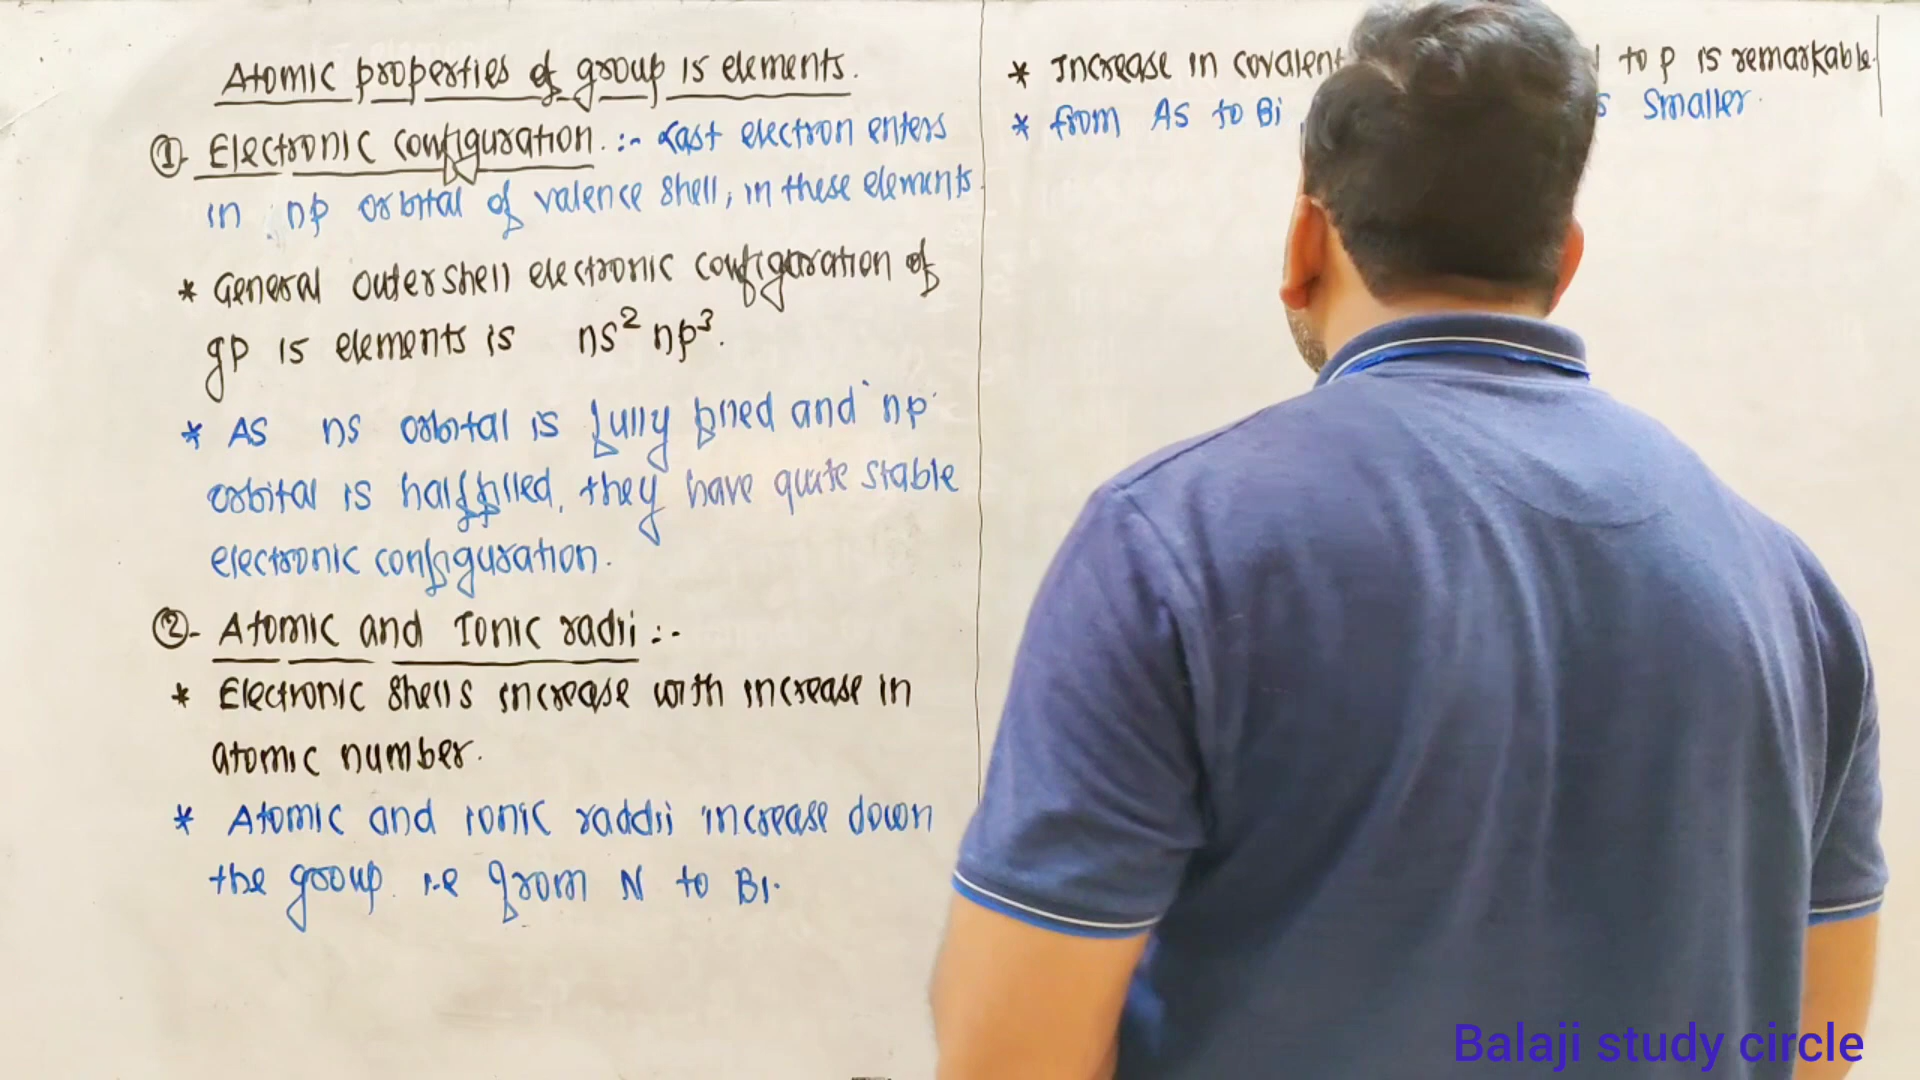 Atomic properties of group 15 elements.
①- Electronic configuration :- Last electron enters
in np orbital of valence shell, in these elements
* General outershell electronic configuration of
gp 15 elements is ns² np³.
* As ns orbital is fully filled and np
orbital is halffilled, they have quite stable
electronic configuration.
②- Atomic and Ionic radii :-
* Electronic shells increase with increase in
atomic number.
* Atomic and ionic raddii increase down
the group i.e from N to Bi.
* Increase in covalent to p is remarkable.
* from As to Bi smaller.
Balaji study circle